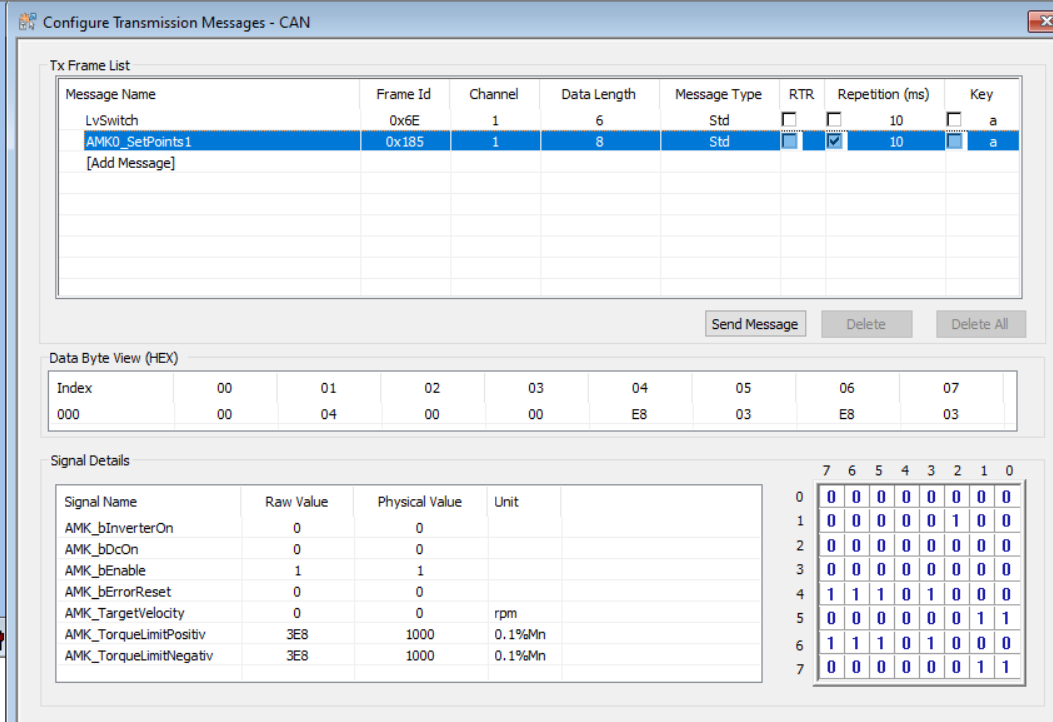 Configure Transmission Messages - CAN
Tx Frame List
Message Name Frame Id Channel Data Length Message Type RTR Repetition (ms) Key
LvSwitch 0x6E 1 6 Std 10 a
AMK0_SetPoints1 0x185 1 8 Std 10 a
[Add Message]
Send Message Delete Delete All
Data Byte View (HEX)
Index 00 01 02 03 04 05 06 07
000 00 04 00 00 E8 03 E8 03
Signal Details
Signal Name Raw Value Physical Value Unit
AMK_bInverterOn 0 0
AMK_bDcOn 0 0
AMK_bEnable 1 1
AMK_bErrorReset 0 0
AMK_TargetVelocity 0 0 rpm
AMK_TorqueLimitPositiv 3E8 1000 0.1%Mn
AMK_TorqueLimitNegativ 3E8 1000 0.1%Mn
7 6 5 4 3 2 1 0
0 0 0 0 0 0 0 0 0
1 0 0 0 0 0 1 0 0
2 0 0 0 0 0 0 0 0
3 0 0 0 0 0 0 0 0
4 1 1 1 0 1 0 0 0
5 0 0 0 0 0 0 1 1
6 1 1 1 0 1 0 0 0
7 0 0 0 0 0 0 1 1